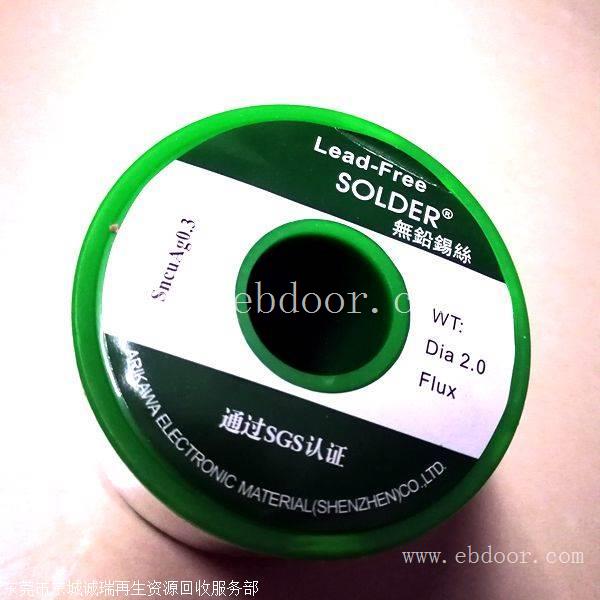 Lead-Free
SOLDER®
無鉛錫絲
SncuAg0.3
WT:
Dia 2.0
Flux
通过SGS认证
ARIKAWA ELECTRONIC MATERIAL(SHENZHEN)CO.,LTD.
ebdoor.c
www.ebdoor.com
东莞市东城诚瑞再生资源回收服务部